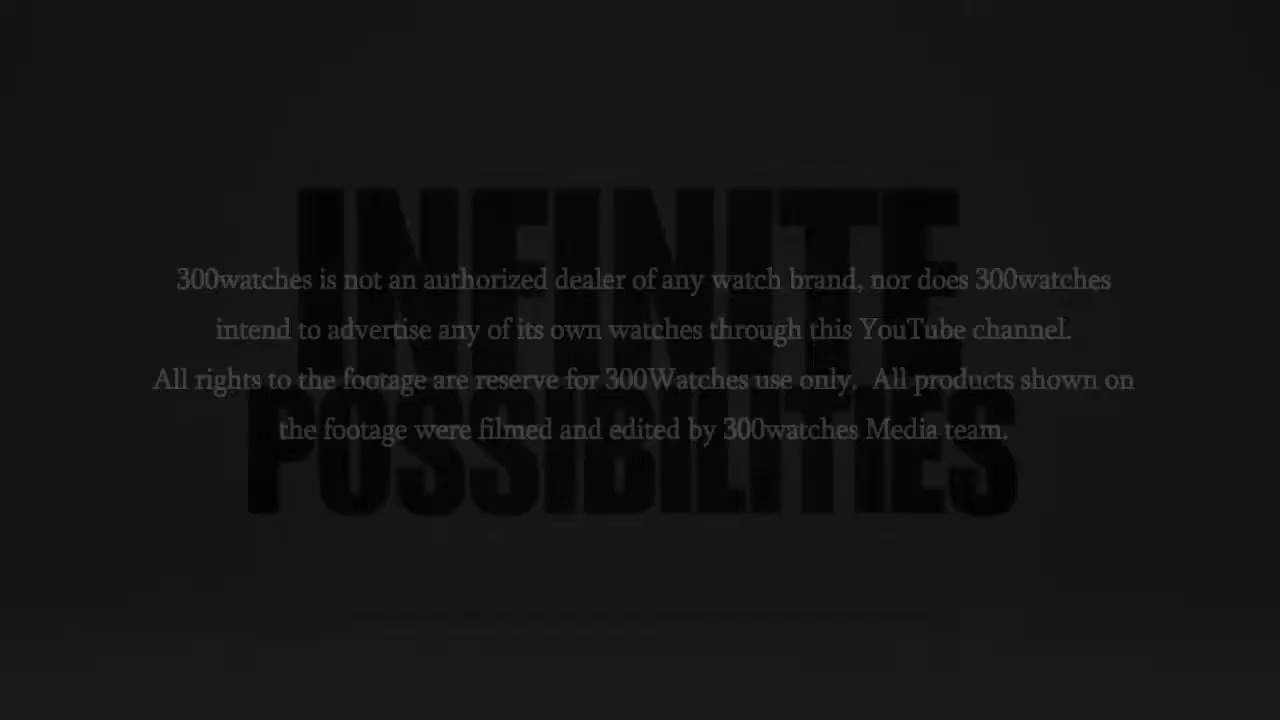 INFINITE
POSSIBILITIES
300watches is not an authorized dealer of any watch brand, nor does 300watches
intend to advertise any of its own watches through this YouTube channel.
All rights to the footage are reserve for 300Watches use only.  All products shown on
the footage were filmed and edited by 300watches Media team.